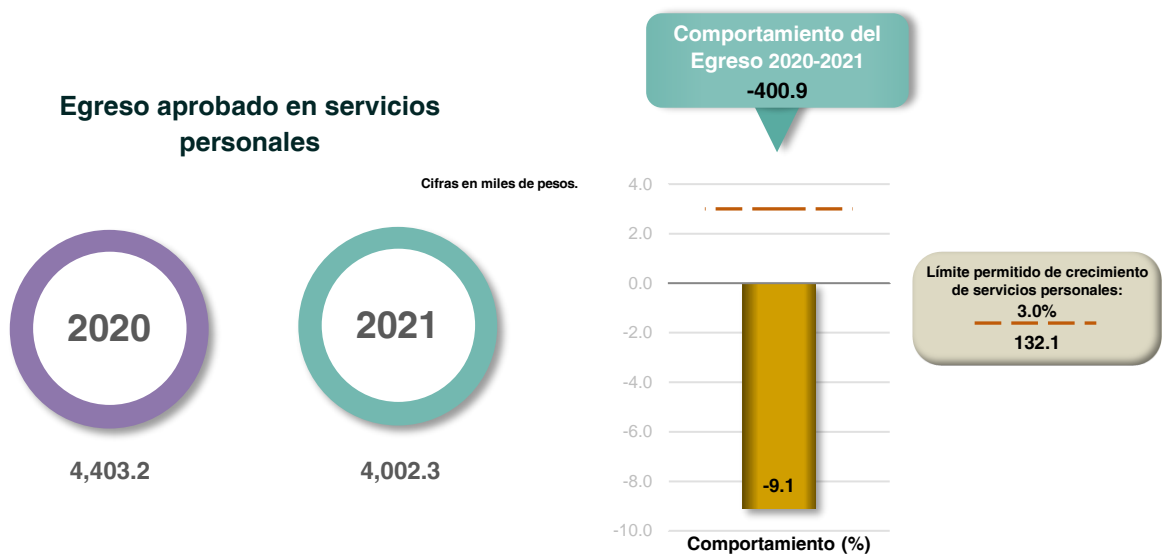 Egreso aprobado en servicios
personales
Cifras en miles de pesos.
2020
2021
4,403.2
4,002.3
Comportamiento del
Egreso 2020-2021
-400.9
4.0
2.0
0.0
-2.0
-4.0
-6.0
-8.0
-10.0
-9.1
Comportamiento (%)
Límite permitido de crecimiento
de servicios personales:
3.0%
132.1